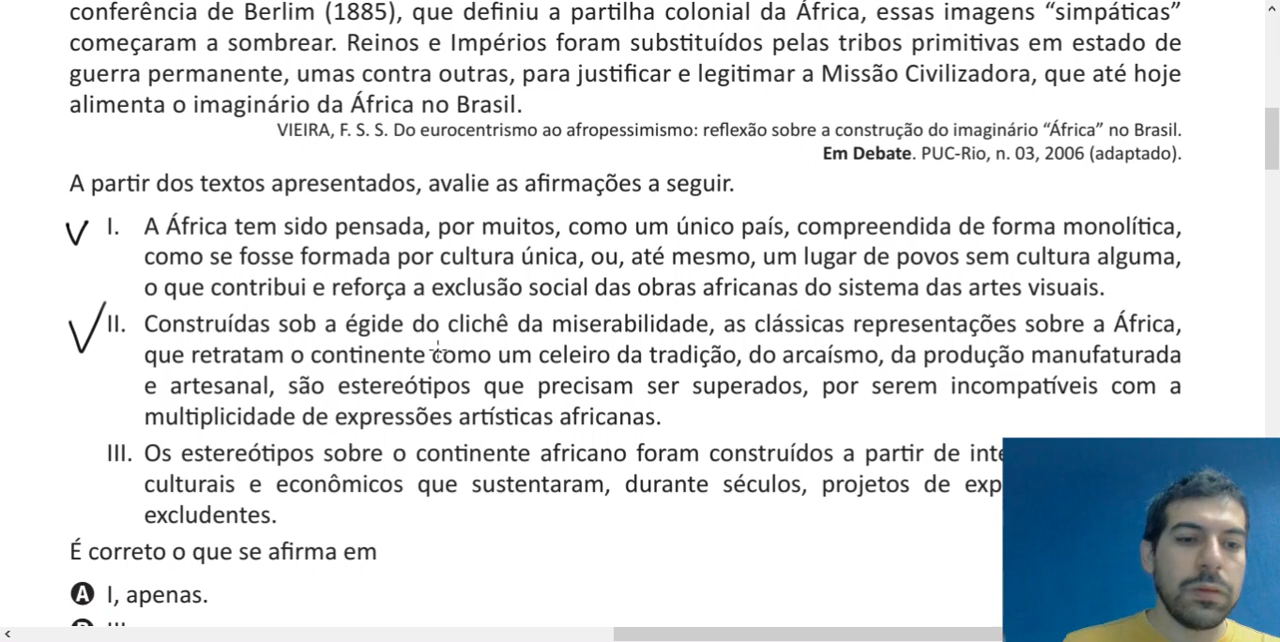 conferência de Berlim (1885), que definiu a partilha colonial da África, essas imagens “simpáticas”
começaram a sombrear. Reinos e Impérios foram substituídos pelas tribos primitivas em estado de
guerra permanente, umas contra outras, para justificar e legitimar a Missão Civilizadora, que até hoje
alimenta o imaginário da África no Brasil.
VIEIRA, F. S. S. Do eurocentrismo ao afropessimismo: reflexão sobre a construção do imaginário “África” no Brasil.
Em Debate. PUC-Rio, n. 03, 2006 (adaptado).
A partir dos textos apresentados, avalie as afirmações a seguir.
I. A África tem sido pensada, por muitos, como um único país, compreendida de forma monolítica,
como se fosse formada por cultura única, ou, até mesmo, um lugar de povos sem cultura alguma,
o que contribui e reforça a exclusão social das obras africanas do sistema das artes visuais.
II. Construídas sob a égide do clichê da miserabilidade, as clássicas representações sobre a África,
que retratam o continente como um celeiro da tradição, do arcaísmo, da produção manufaturada
e artesanal, são estereótipos que precisam ser superados, por serem incompatíveis com a
multiplicidade de expressões artísticas africanas.
III. Os estereótipos sobre o continente africano foram construídos a partir de
culturais e econômicos que sustentaram, durante séculos, projetos de
excludentes.
É correto o que se afirma em
A I, apenas.